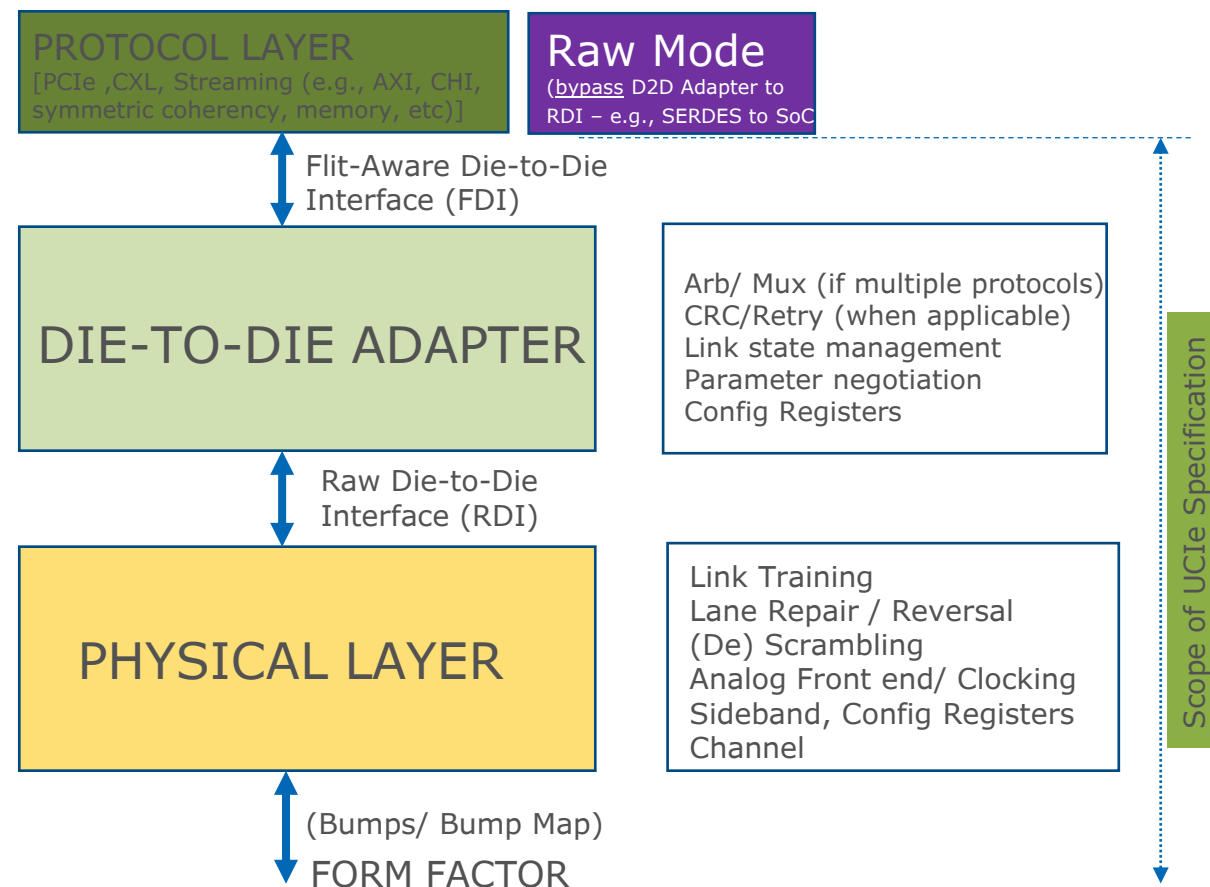 PROTOCOL LAYER
[PCIe ,CXL, Streaming (e.g., AXI, CHI,
symmetric coherency, memory, etc)]
Raw Mode
(bypass D2D Adapter to
RDI – e.g., SERDES to SoC
Flit-Aware Die-to-Die
Interface (FDI)
DIE-TO-DIE ADAPTER
Arb/ Mux (if multiple protocols)
CRC/Retry (when applicable)
Link state management
Parameter negotiation
Config Registers
Raw Die-to-Die
Interface (RDI)
PHYSICAL LAYER
Link Training
Lane Repair / Reversal
(De) Scrambling
Analog Front end/ Clocking
Sideband, Config Registers
Channel
(Bumps/ Bump Map)
FORM FACTOR
Scope of UCIe Specification